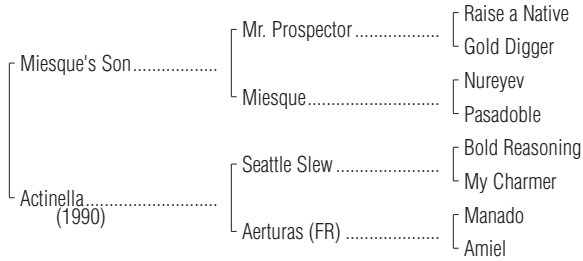 Raise a Native
Mr. Prospector ..................
Gold Digger
Miesque's Son..................
Nureyev
Miesque............................
Pasadoble
Bold Reasoning
Seattle Slew ......................
My Charmer
Actinella............................
(1990)
Manado
Aerturas (FR) ....................
Amiel